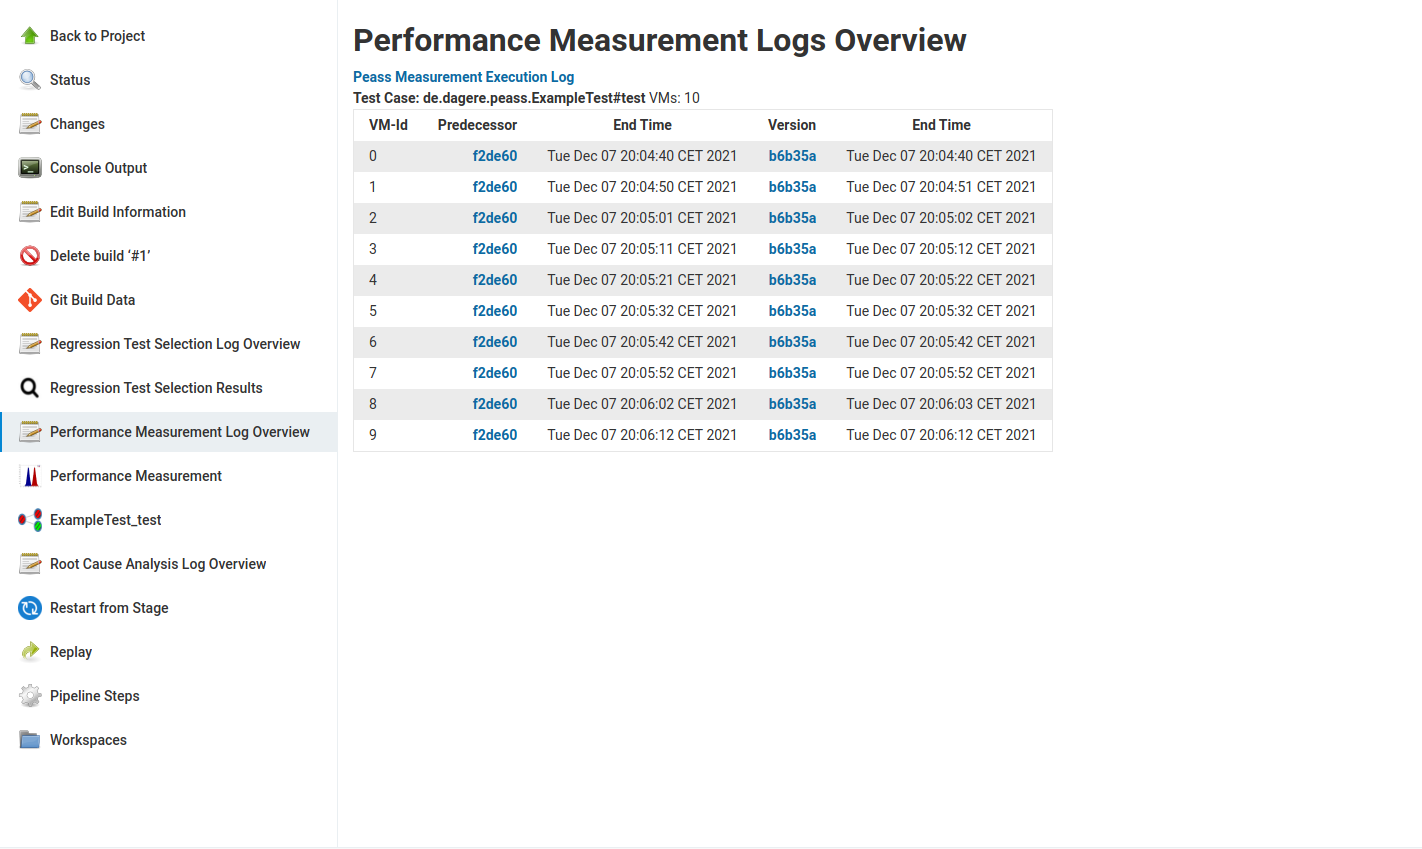 Back to Project
Status
Changes
Console Output
Edit Build Information
Delete build ‘#1’
Git Build Data
Regression Test Selection Log Overview
Regression Test Selection Results
Performance Measurement Log Overview
Performance Measurement
ExampleTest_test
Root Cause Analysis Log Overview
Restart from Stage
Replay
Pipeline Steps
Workspaces
Performance Measurement Logs Overview
Peass Measurement Execution Log
Test Case: de.dagere.peass.ExampleTest#test VMs: 10
VM-Id Predecessor End Time Version End Time
0 f2de60 Tue Dec 07 20:04:40 CET 2021 b6b35a Tue Dec 07 20:04:40 CET 2021
1 f2de60 Tue Dec 07 20:04:50 CET 2021 b6b35a Tue Dec 07 20:04:51 CET 2021
2 f2de60 Tue Dec 07 20:05:01 CET 2021 b6b35a Tue Dec 07 20:05:02 CET 2021
3 f2de60 Tue Dec 07 20:05:11 CET 2021 b6b35a Tue Dec 07 20:05:12 CET 2021
4 f2de60 Tue Dec 07 20:05:21 CET 2021 b6b35a Tue Dec 07 20:05:22 CET 2021
5 f2de60 Tue Dec 07 20:05:32 CET 2021 b6b35a Tue Dec 07 20:05:32 CET 2021
6 f2de60 Tue Dec 07 20:05:42 CET 2021 b6b35a Tue Dec 07 20:05:42 CET 2021
7 f2de60 Tue Dec 07 20:05:52 CET 2021 b6b35a Tue Dec 07 20:05:52 CET 2021
8 f2de60 Tue Dec 07 20:06:02 CET 2021 b6b35a Tue Dec 07 20:06:03 CET 2021
9 f2de60 Tue Dec 07 20:06:12 CET 2021 b6b35a Tue Dec 07 20:06:12 CET 2021